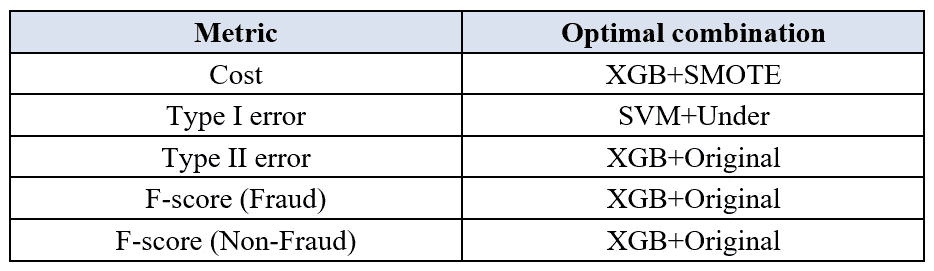 Metric Optimal combination
Cost XGB+SMOTE
Type I error SVM+Under
Type II error XGB+Original
F-score (Fraud) XGB+Original
F-score (Non-Fraud) XGB+Original